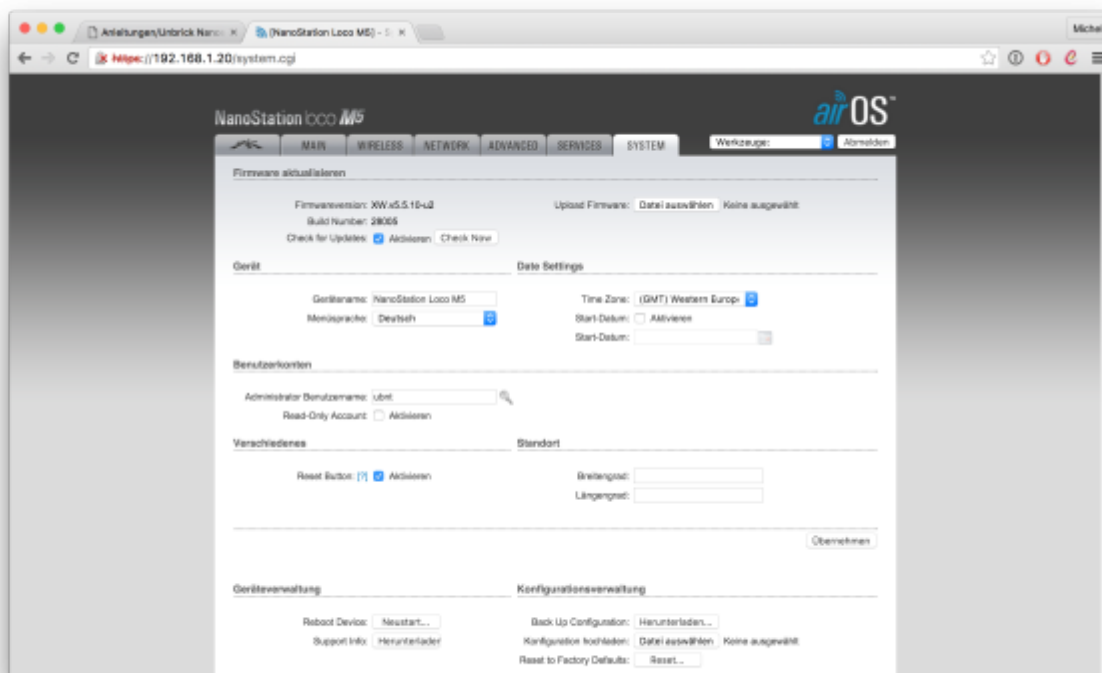 Anleitungen/Unbrick Nano
[NanoStation Loco M5] - S
Michel
https://192.168.1.20/system.cgi
NanoStation loco M5
airOS™
MAIN WIRELESS NETWORK ADVANCED SERVICES SYSTEM
Werkzeuge: Abmelden
Firmware aktualisieren
Firmwareversion: XW.v5.5.10-u2
Upload Firmware: Datei auswählen Keine ausgewählt
Build Number: 28005
Check for Updates: Aktivieren Check Now
Gerät
Date Settings
Gerätename: NanoStation Loco M5
Time Zone: (GMT) Western Europ
Menüsprache: Deutsch
Start-Datum: Aktivieren
Start-Datum:
Benutzerkonten
Administrator Benutzername: ubnt
Read-Only Account: Aktivieren
Verschiedenes
Standort
Reset Button: [?] Aktivieren
Breitengrad:
Längengrad:
Übernehmen
Geräteverwaltung
Konfigurationsverwaltung
Reboot Device: Neustart...
Back Up Configuration: Herunterladen...
Support Info: Herunterladen
Konfiguration hochladen: Datei auswählen Keine ausgewählt
Reset to Factory Defaults: Reset...